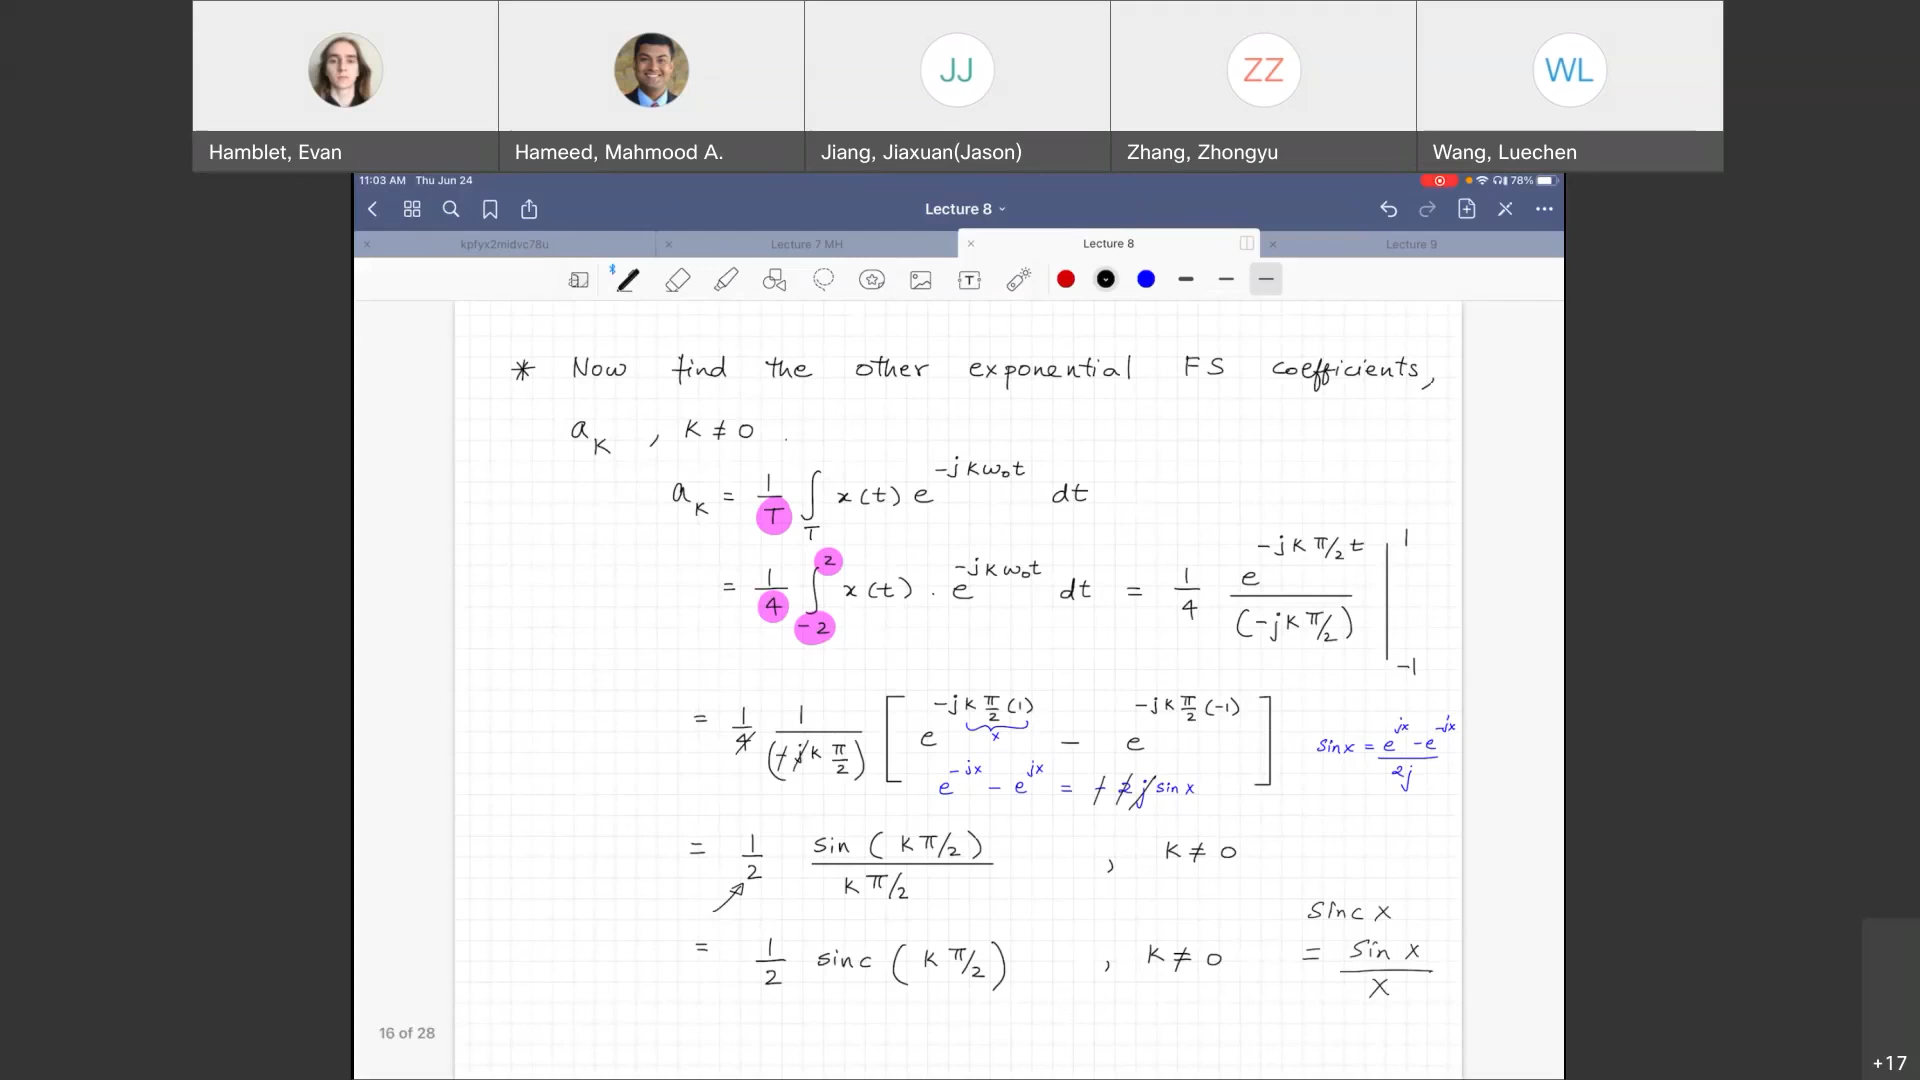 JJ
ZZ
WL
Hamblet, Evan
Hameed, Mahmood A.
Jiang, Jiaxuan(Jason)
Zhang, Zhongyu
Wang, Luechen
11:03 AM Thu Jun 24
78%
Lecture 8
kpfyx2midvc78u
Lecture 7 MH
Lecture 8
Lecture 9
* Now find the other exponential FS coefficients,
a_K , K ≠ 0 .
a_K = 1/T ∫_T x(t) e^{-jKω₀t} dt
= 1/4 ∫_{-2}^{2} x(t) · e^{-jKω₀t} dt = 1/4 e^{-jKπ/2 t}/(-jKπ/2) |_{-1}^{1}
= 1/4 1/(-jK π/2) [ e^{-jK π/2 (1)} - e^{-jK π/2 (-1)} ]
x
sin x = (e^{jx} - e^{-jx})/2j
e^{-jx} - e^{jx} = -2j sin x
= 1/2 sin(Kπ/2)/(Kπ/2) , K ≠ 0
= 1/2 sinc(Kπ/2) , K ≠ 0
sinc x
= sin x / x
16 of 28
+17